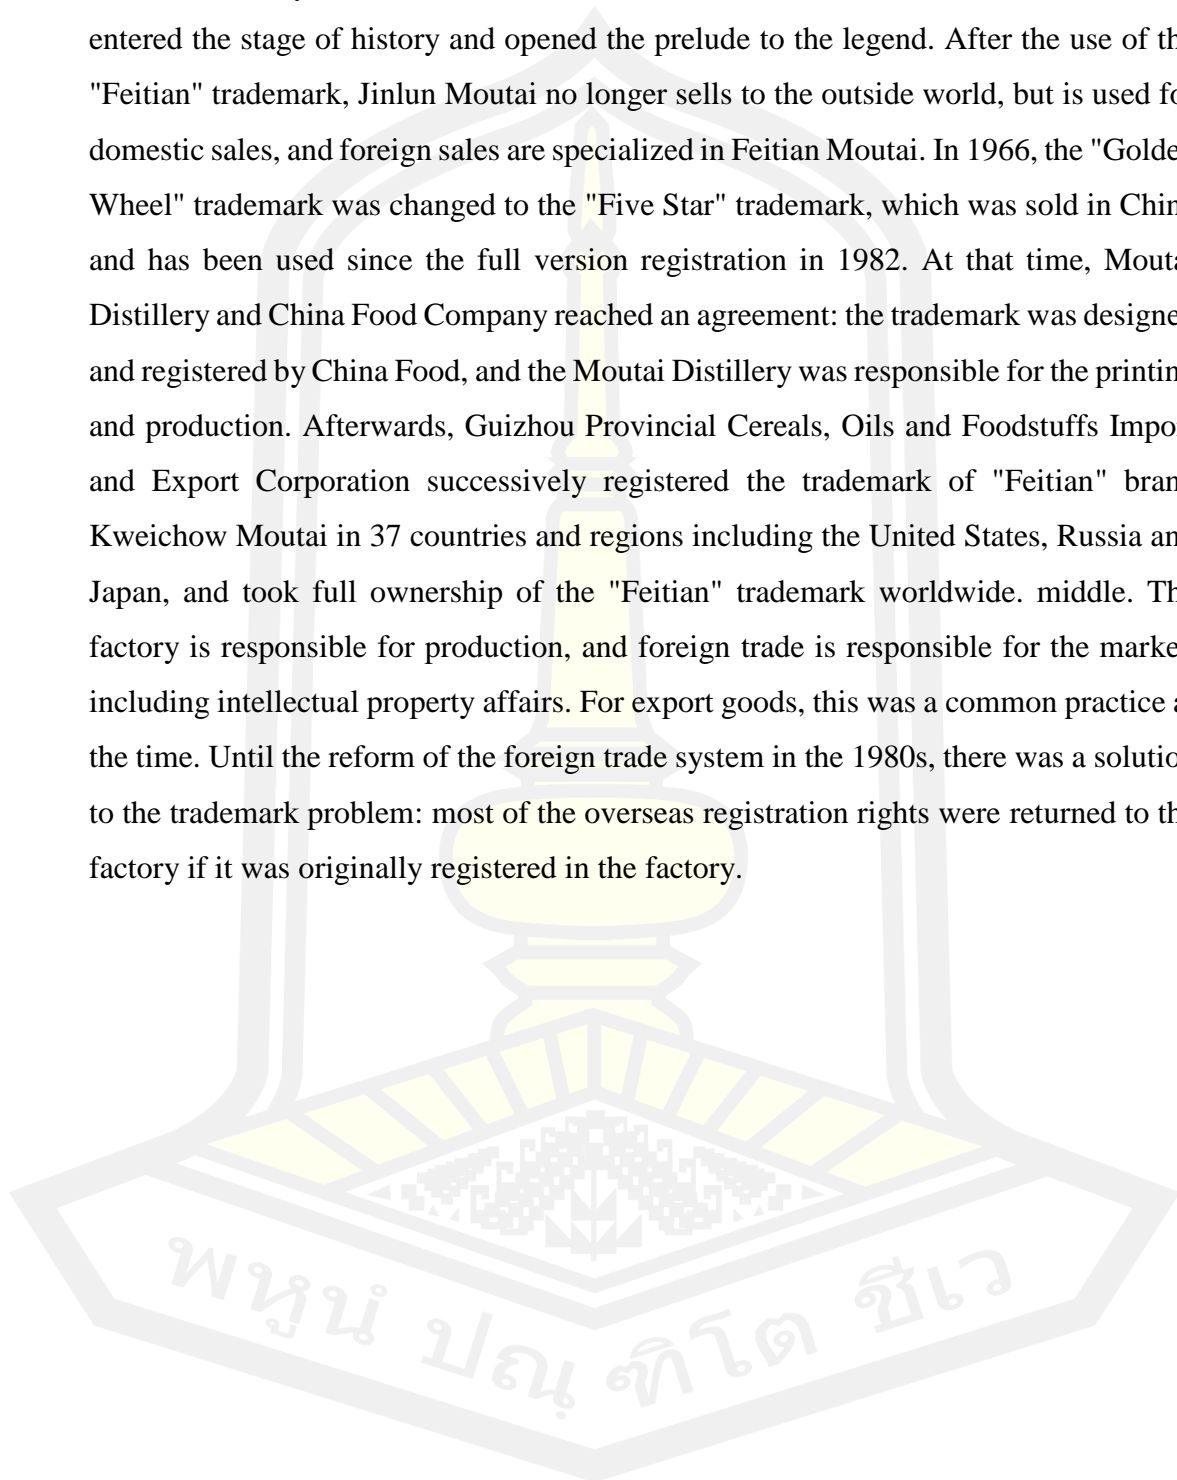 entered the stage of history and opened the prelude to the legend. After the use of th
"Feitian" trademark, Jinlun Moutai no longer sells to the outside world, but is used fo
domestic sales, and foreign sales are specialized in Feitian Moutai. In 1966, the "Golde
Wheel" trademark was changed to the "Five Star" trademark, which was sold in Chin
and has been used since the full version registration in 1982. At that time, Mouta
Distillery and China Food Company reached an agreement: the trademark was designe
and registered by China Food, and the Moutai Distillery was responsible for the printin
and production. Afterwards, Guizhou Provincial Cereals, Oils and Foodstuffs Impor
and Export Corporation successively registered the trademark of "Feitian" bran
Kweichow Moutai in 37 countries and regions including the United States, Russia an
Japan, and took full ownership of the "Feitian" trademark worldwide. middle. Th
factory is responsible for production, and foreign trade is responsible for the marke
including intellectual property affairs. For export goods, this was a common practice a
the time. Until the reform of the foreign trade system in the 1980s, there was a solutio
to the trademark problem: most of the overseas registration rights were returned to th
factory if it was originally registered in the factory.
พหูนํ ปณฺ ฑิโต ชีเว